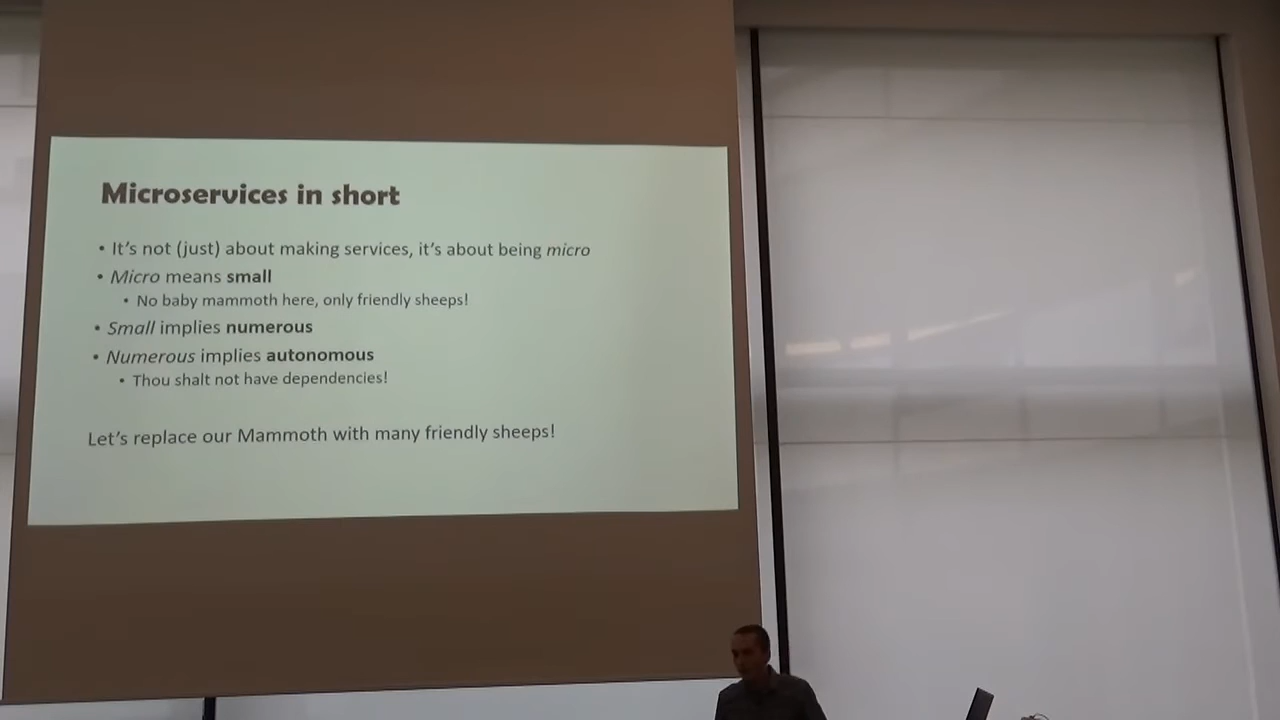 Microservices in short
• It's not (just) about making services, it's about being micro
• Micro means small
• No baby mammoth here, only friendly sheeps!
• Small implies numerous
• Numerous implies autonomous
• Thou shalt not have dependencies!
Let's replace our Mammoth with many friendly sheeps!